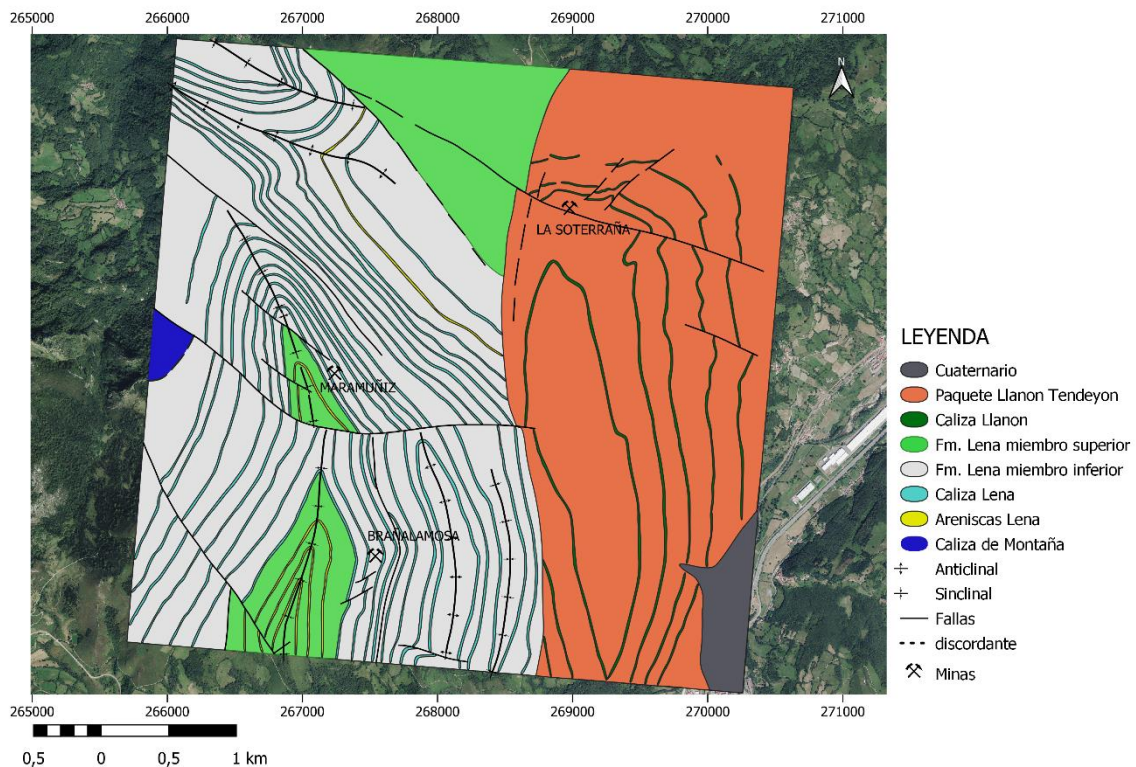 265000 266000 267000 268000 269000 270000 271000
N
LA SOTERRAÑA
MARAMUÑIZ
BRAÑALAMOSA
LEYENDA
Cuaternario
Paquete Llanon Tendeyon
Caliza Llanon
Fm. Lena miembro superior
Fm. Lena miembro inferior
Caliza Lena
Areniscas Lena
Caliza de Montaña
Anticlinal
Sinclinal
Fallas
discordante
Minas
265000 266000 267000 268000 269000 270000 271000
0,5 0 0,5 1 km